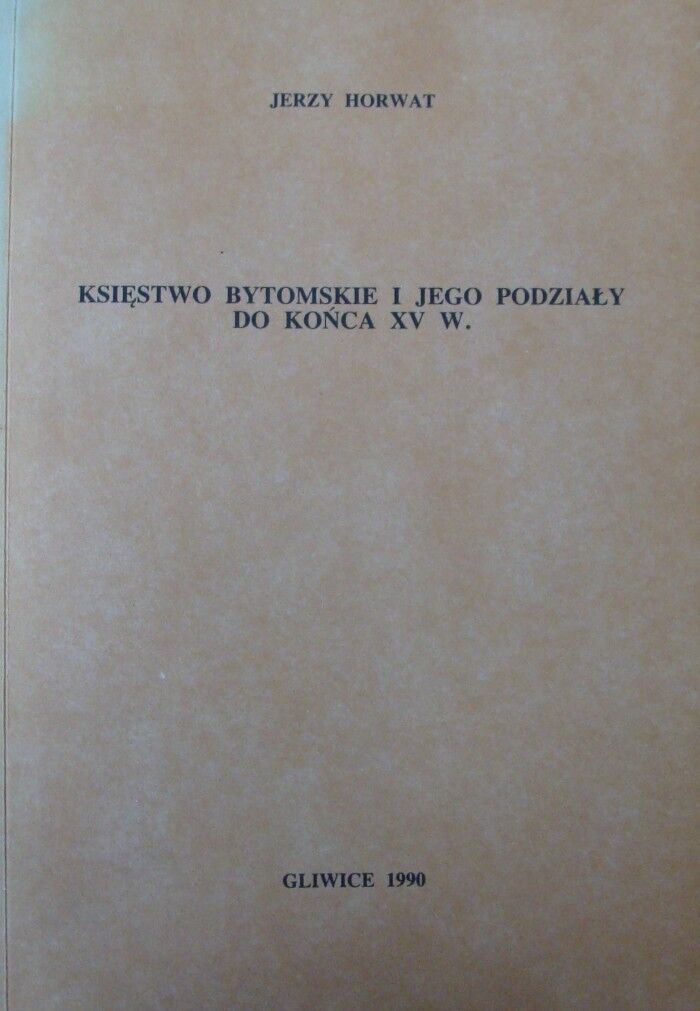 JERZY HORWAT
KSIĘSTWO BYTOMSKIE I JEGO PODZIAŁY
DO KOŃCA XV W.
GLIWICE 1990